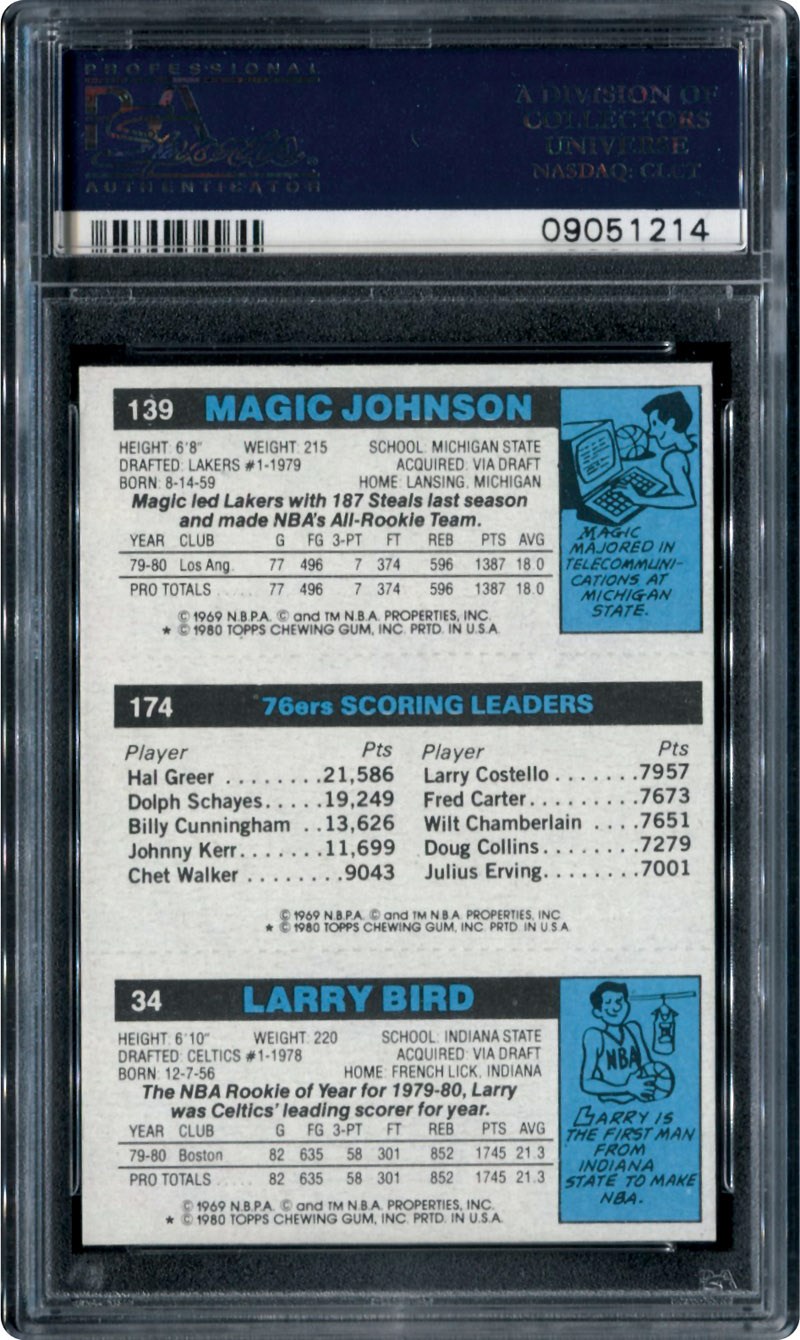 PROFESSIONAL
PSA
Sports
AUTHENTICATOR
A DIVISION OF
COLLECTORS
UNIVERSE
NASDAQ: CLCT
09051214
139 MAGIC JOHNSON
HEIGHT: 6'8" WEIGHT: 215 SCHOOL: MICHIGAN STATE
DRAFTED: LAKERS #1-1979 ACQUIRED: VIA DRAFT
BORN: 8-14-59 HOME: LANSING, MICHIGAN
Magic led Lakers with 187 Steals last season
and made NBA's All-Rookie Team.
YEAR CLUB G FG 3-PT FT REB PTS AVG
79-80 Los Ang. 77 496 7 374 596 1387 18.0
PRO TOTALS ..... 77 496 7 374 596 1387 18.0
© 1969 N.B.P.A. © and TM N.B.A. PROPERTIES, INC.
★ © 1980 TOPPS CHEWING GUM, INC. PRTD. IN U.S.A.
MAGIC
MAJORED IN
TELECOMMUNI-
CATIONS AT
MICHIGAN
STATE.
174 76ers SCORING LEADERS
Player Pts Player Pts
Hal Greer ........21,586 Larry Costello.......7957
Dolph Schayes.....19,249 Fred Carter.........7673
Billy Cunningham ..13,626 Wilt Chamberlain ....7651
Johnny Kerr.......11,699 Doug Collins........7279
Chet Walker ........9043 Julius Erving........7001
© 1969 N.B.P.A. © and TM N.B.A. PROPERTIES, INC.
★ © 1980 TOPPS CHEWING GUM, INC. PRTD. IN U.S.A.
34 LARRY BIRD
HEIGHT: 6'10" WEIGHT: 220 SCHOOL: INDIANA STATE
DRAFTED: CELTICS #1-1978 ACQUIRED: VIA DRAFT
BORN: 12-7-56 HOME: FRENCH LICK, INDIANA
The NBA Rookie of Year for 1979-80, Larry
was Celtics' leading scorer for year.
YEAR CLUB G FG 3-PT FT REB PTS AVG
79-80 Boston 82 635 58 301 852 1745 21.3
PRO TOTALS ..... 82 635 58 301 852 1745 21.3
© 1969 N.B.P.A. © and TM N.B.A. PROPERTIES, INC.
★ © 1980 TOPPS CHEWING GUM, INC. PRTD. IN U.S.A.
NBA
LARRY IS
THE FIRST MAN
FROM
INDIANA
STATE TO MAKE
NBA.
PSA